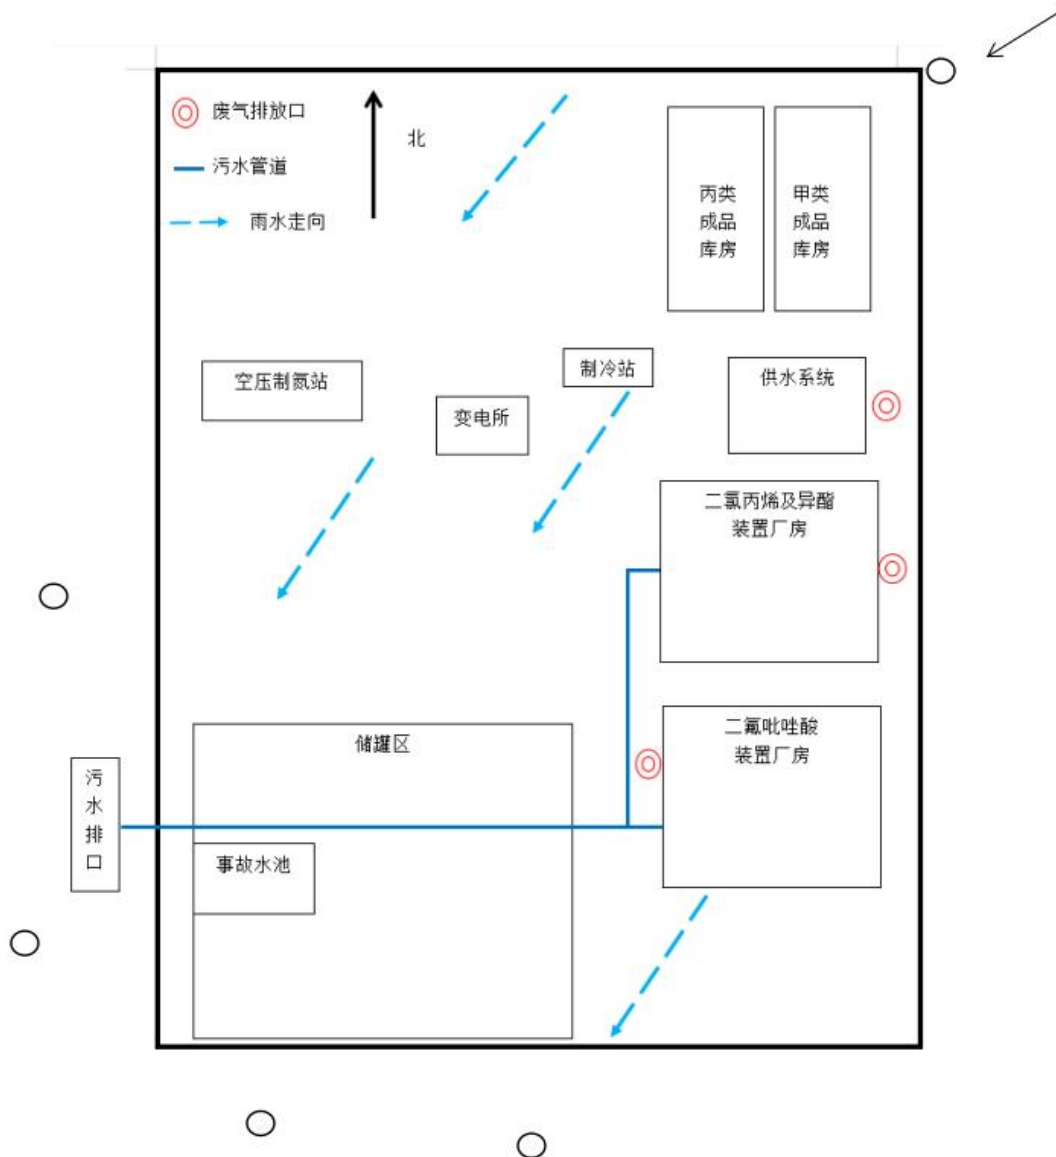 废气排放口
北
污水管道
雨水走向
丙类
成品
库房
甲类
成品
库房
制冷站
供水系统
空压制氮站
变电所
二氯丙烯及异酯
装置厂房
二氟吡唑酸
装置厂房
储罐区
污
水
排
口
事故水池